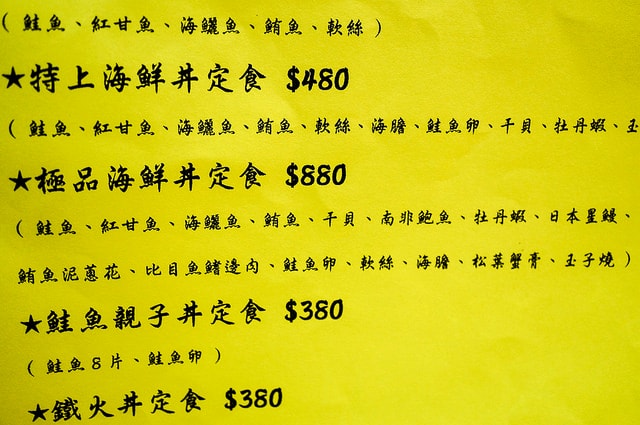 ( 鮭魚、紅甘魚、海鱺魚、鮪魚、軟絲 )
★特上海鮮丼定食 $480
( 鮭魚、紅甘魚、海鱺魚、鮪魚、軟絲、海膽、鮭魚卵、干貝、牡丹蝦、玉
★極品海鮮丼定食 $880
( 鮭魚、紅甘魚、海鱺魚、鮪魚、干貝、南非鮑魚、牡丹蝦、日本星鰻、
鮪魚泥蔥花、比目魚鰭邊肉、鮭魚卵、軟絲、海膽、松葉蟹膏、玉子燒 )
★鮭魚親子丼定食 $380
( 鮭魚8片、鮭魚卵 )
★鐵火丼定食 $380